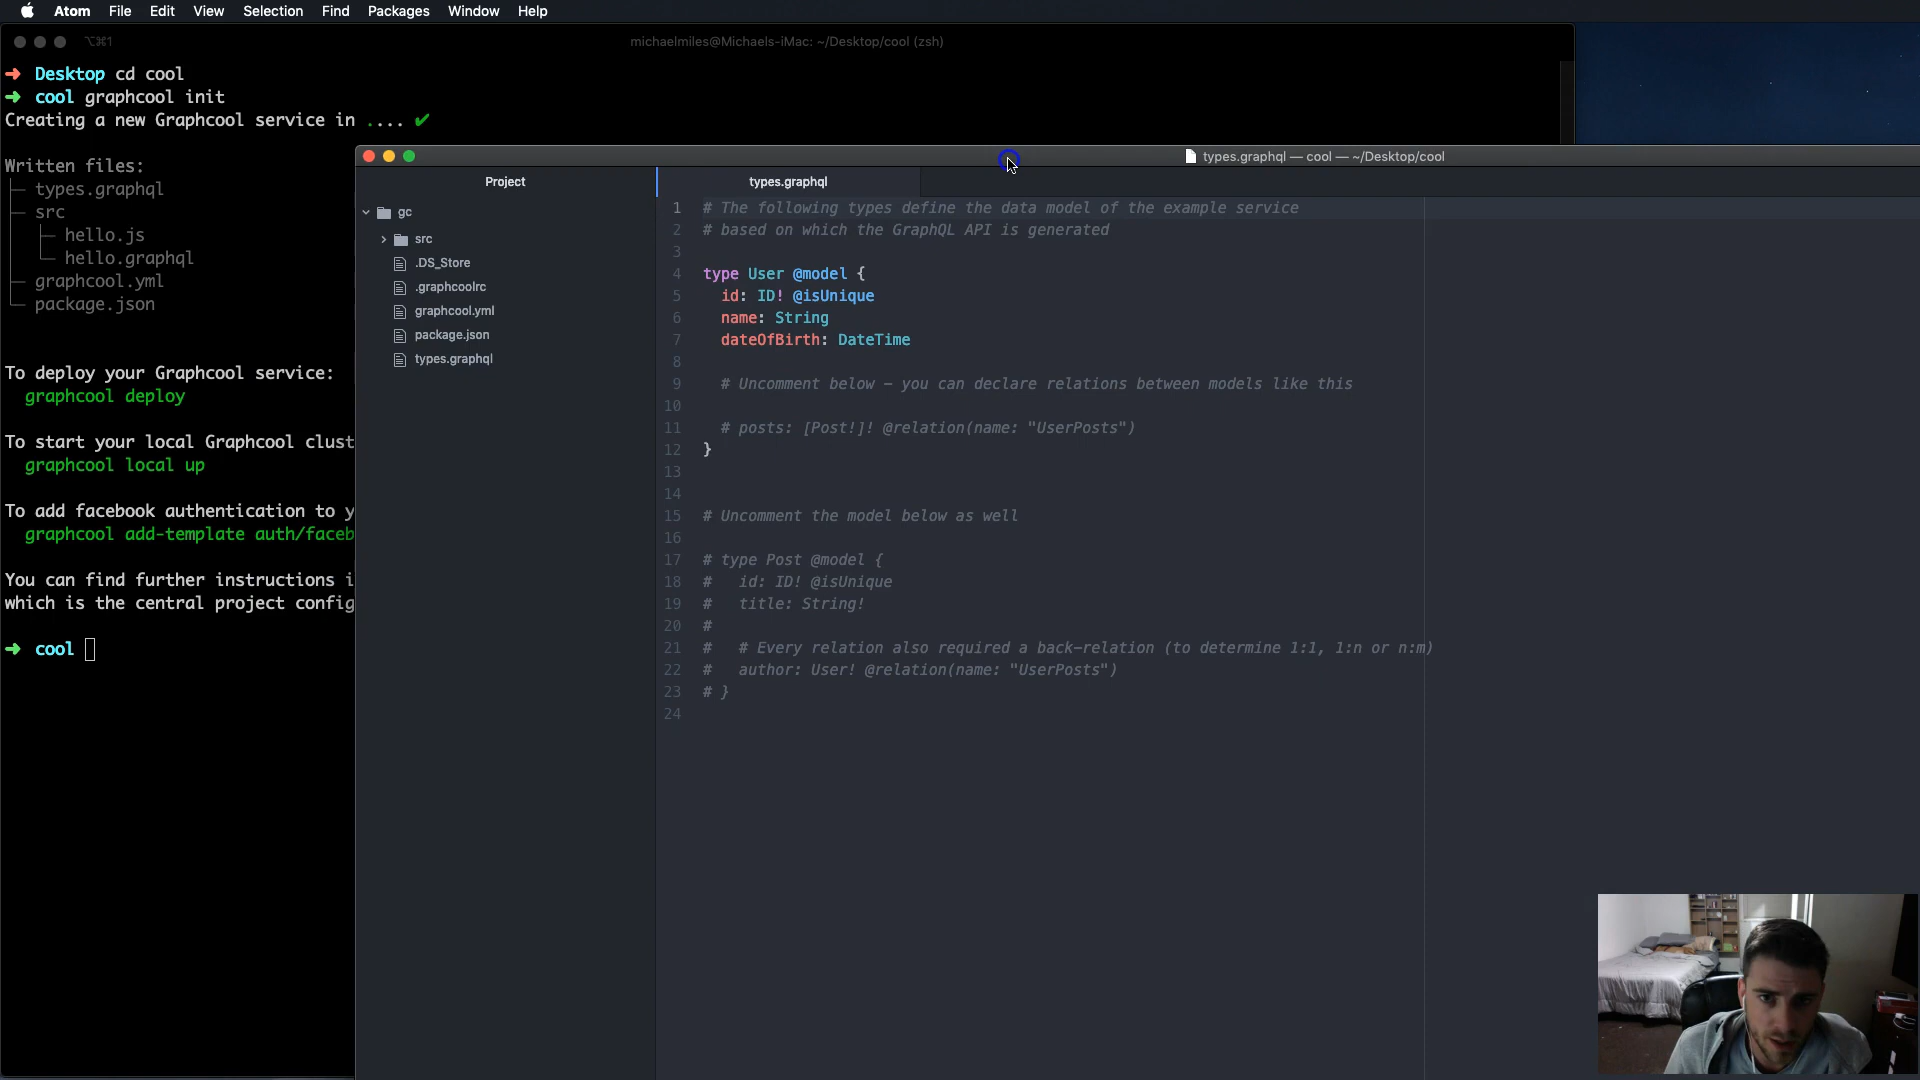 Atom File Edit View Selection Find Packages Window Help
⌥⌘1
michaelmiles@Michaels-iMac: ~/Desktop/cool (zsh)
➜ Desktop cd cool
➜ cool graphcool init
Creating a new Graphcool service in .... ✔
Written files:
├─ types.graphql
├─ src
│  ├─ hello.js
│  └─ hello.graphql
├─ graphcool.yml
└─ package.json
To deploy your Graphcool service:
graphcool deploy
To start your local Graphcool clust
graphcool local up
To add facebook authentication to y
graphcool add-template auth/faceb
You can find further instructions i
which is the central project config
➜ cool
types.graphql — cool — ~/Desktop/cool
Project
gc
src
.DS_Store
.graphcoolrc
graphcool.yml
package.json
types.graphql
types.graphql
1 # The following types define the data model of the example service
2 # based on which the GraphQL API is generated
3
4 type User @model {
5 id: ID! @isUnique
6 name: String
7 dateOfBirth: DateTime
8
9 # Uncomment below - you can declare relations between models like this
10
11 # posts: [Post!]! @relation(name: "UserPosts")
12 }
13
14
15 # Uncomment the model below as well
16
17 # type Post @model {
18 # id: ID! @isUnique
19 # title: String!
20 #
21 # # Every relation also required a back-relation (to determine 1:1, 1:n or n:m)
22 # author: User! @relation(name: "UserPosts")
23 # }
24